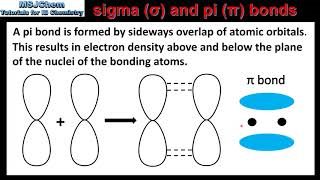 MSJChem
Tutorials for IB Chemistry
sigma (σ) and pi (π) bonds
A pi bond is formed by sideways overlap of atomic orbitals.
This results in electron density above and below the plane
of the nuclei of the bonding atoms.
π bond
+